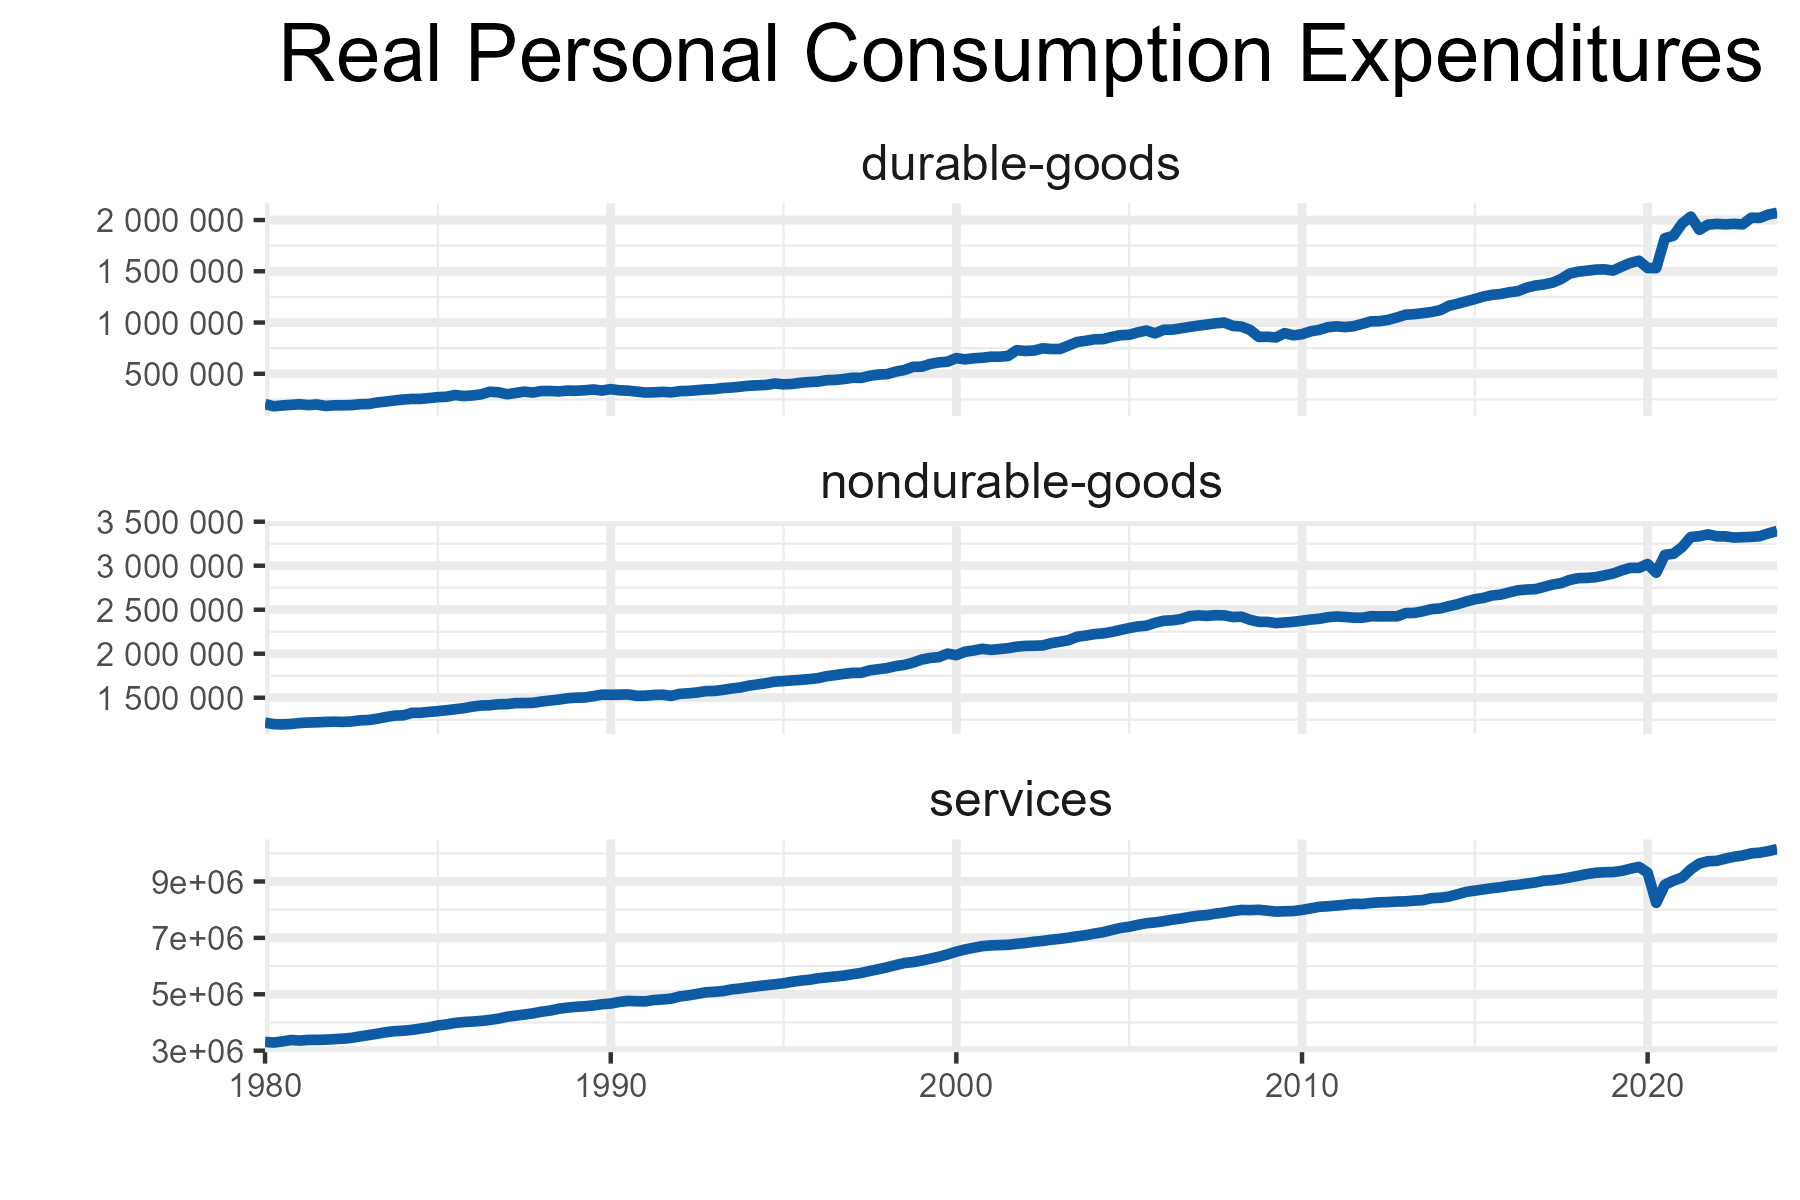 Real Personal Consumption Expenditures
durable-goods
2 000 000
1 500 000
1 000 000
500 000
nondurable-goods
3 500 000
3 000 000
2 500 000
2 000 000
1 500 000
services
9e+06
7e+06
5e+06
3e+06
1980 1990 2000 2010 2020